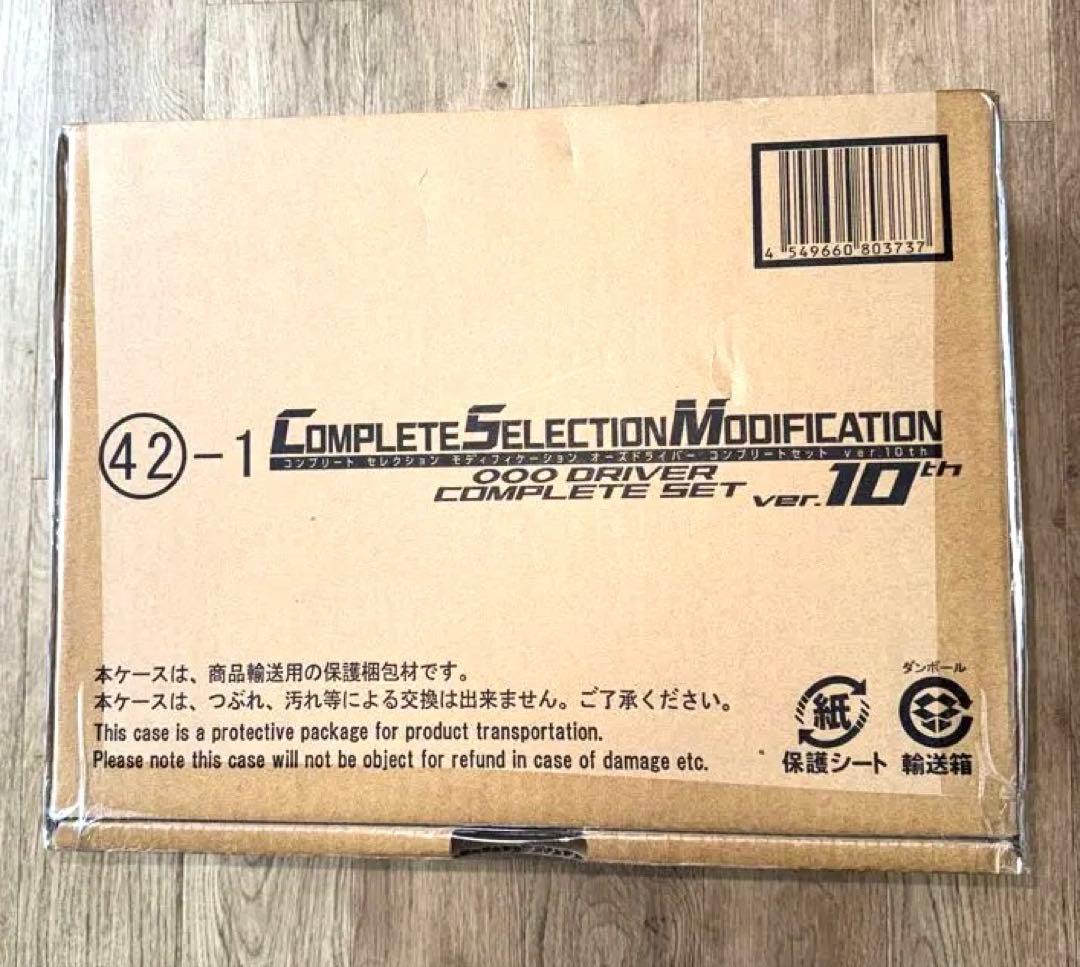 4 549660 803737
42-1 COMPLETE SELECTION MODIFICATION
コンプリート セレクション モディフィケーション オーズドライバー コンプリートセット ver.10th
OOO DRIVER
COMPLETE SET ver.10th
本ケースは、商品輸送用の保護梱包材です。
本ケースは、つぶれ、汚れ等による交換は出来ません。ご了承ください。
This case is a protective package for product transportation.
Please note this case will not be object for refund in case of damage etc.
紙
保護シート
ダンボール
輸送箱